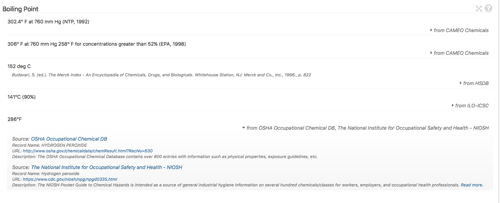 Boiling Point
302.4° F at 760 mm Hg (NTP, 1992)
from CAMEO Chemicals
306° F at 760 mm Hg 258° F for concentrations greater than 52% (EPA, 1998)
from CAMEO Chemicals
152 deg C
Budavari, S. (ed.). The Merck Index - An Encyclopedia of Chemicals, Drugs, and Biologicals. Whitehouse Station, NJ: Merck and Co., Inc., 1996., p. 822
from HSDB
141°C (90%)
from ILO-ICSC
286°F
from OSHA Occupational Chemical DB, The National Institute for Occupational Safety and Health - NIOSH
Source: OSHA Occupational Chemical DB
Record Name: HYDROGEN PEROXIDE
URL: http://www.osha.gov/chemicaldata/chemResult.html?RecNo=630
Description: The OSHA Occupational Chemical Database contains over 800 entries with information such as physical properties, exposure guidelines, etc.
Source: The National Institute for Occupational Safety and Health - NIOSH
Record Name: Hydrogen peroxide
URL: https://www.cdc.gov/niosh/npg/npgd0335.html
Description: The NIOSH Pocket Guide to Chemical Hazards is intended as a source of general industrial hygiene information on several hundred chemicals/classes for workers, employers, and occupational health professionals. Read more.